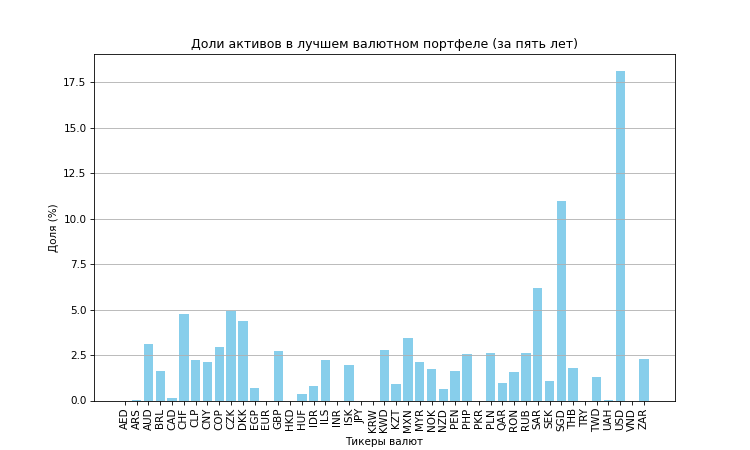 Доли активов в лучшем валютном портфеле (за пять лет)
Доля (%)
17.5
15.0
12.5
10.0
7.5
5.0
2.5
0.0
AED ARS AUD BRL CAD CHF CLP CNY COP CZK DKK EGP EUR GBP HKD HUF IDR ILS INR ISK JPY KRW KWD KZT MXN MYR NOK NZD PEN PHP PKR PLN QAR RON RUB SAR SEK SGD THB TRY TWD UAH USD VND ZAR
Тикеры валют